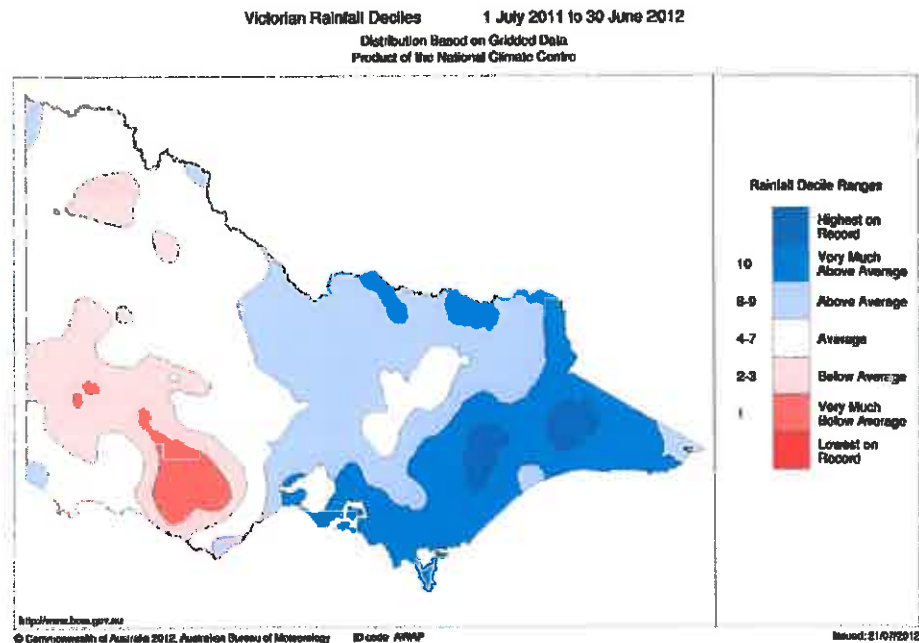 Victorian Rainfall Deciles 1 July 2011 to 30 June 2012
Distribution Based on Gridded Data
Product of the National Climate Centre
Rainfall Decile Ranges
Highest on
Record
10 Very Much
Above Average
8-9 Above Average
4-7 Average
2-3 Below Average
1 Very Much
Below Average
Lowest on
Record
http://www.bom.gov.au
© Commonwealth of Australia 2012, Australian Bureau of Meteorology ID code: AWAP Issued: 21/07/2012